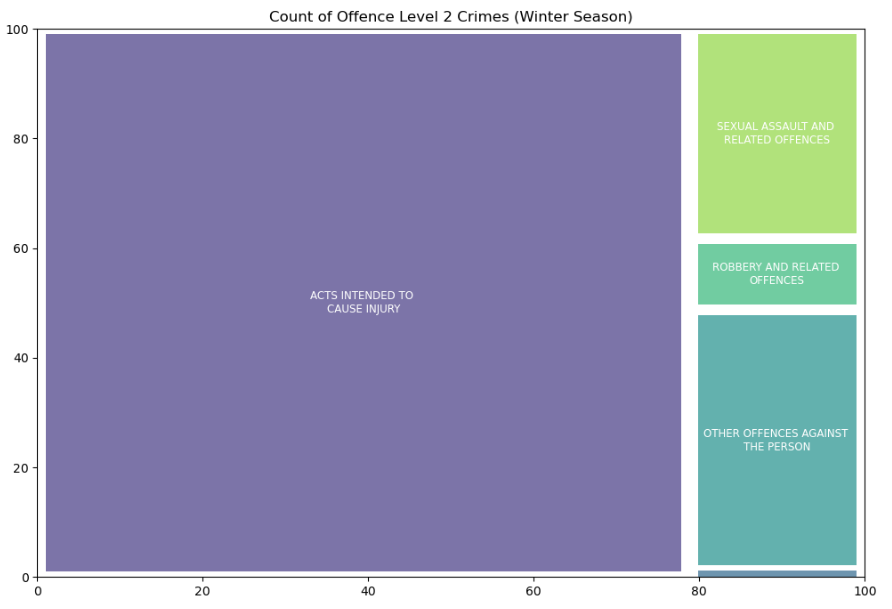 Count of Offence Level 2 Crimes (Winter Season)
100
80
60
40
20
0
SEXUAL ASSAULT AND
RELATED OFFENCES
ROBBERY AND RELATED
OFFENCES
ACTS INTENDED TO
CAUSE INJURY
OTHER OFFENCES AGAINST
THE PERSON
0 20 40 60 80 100